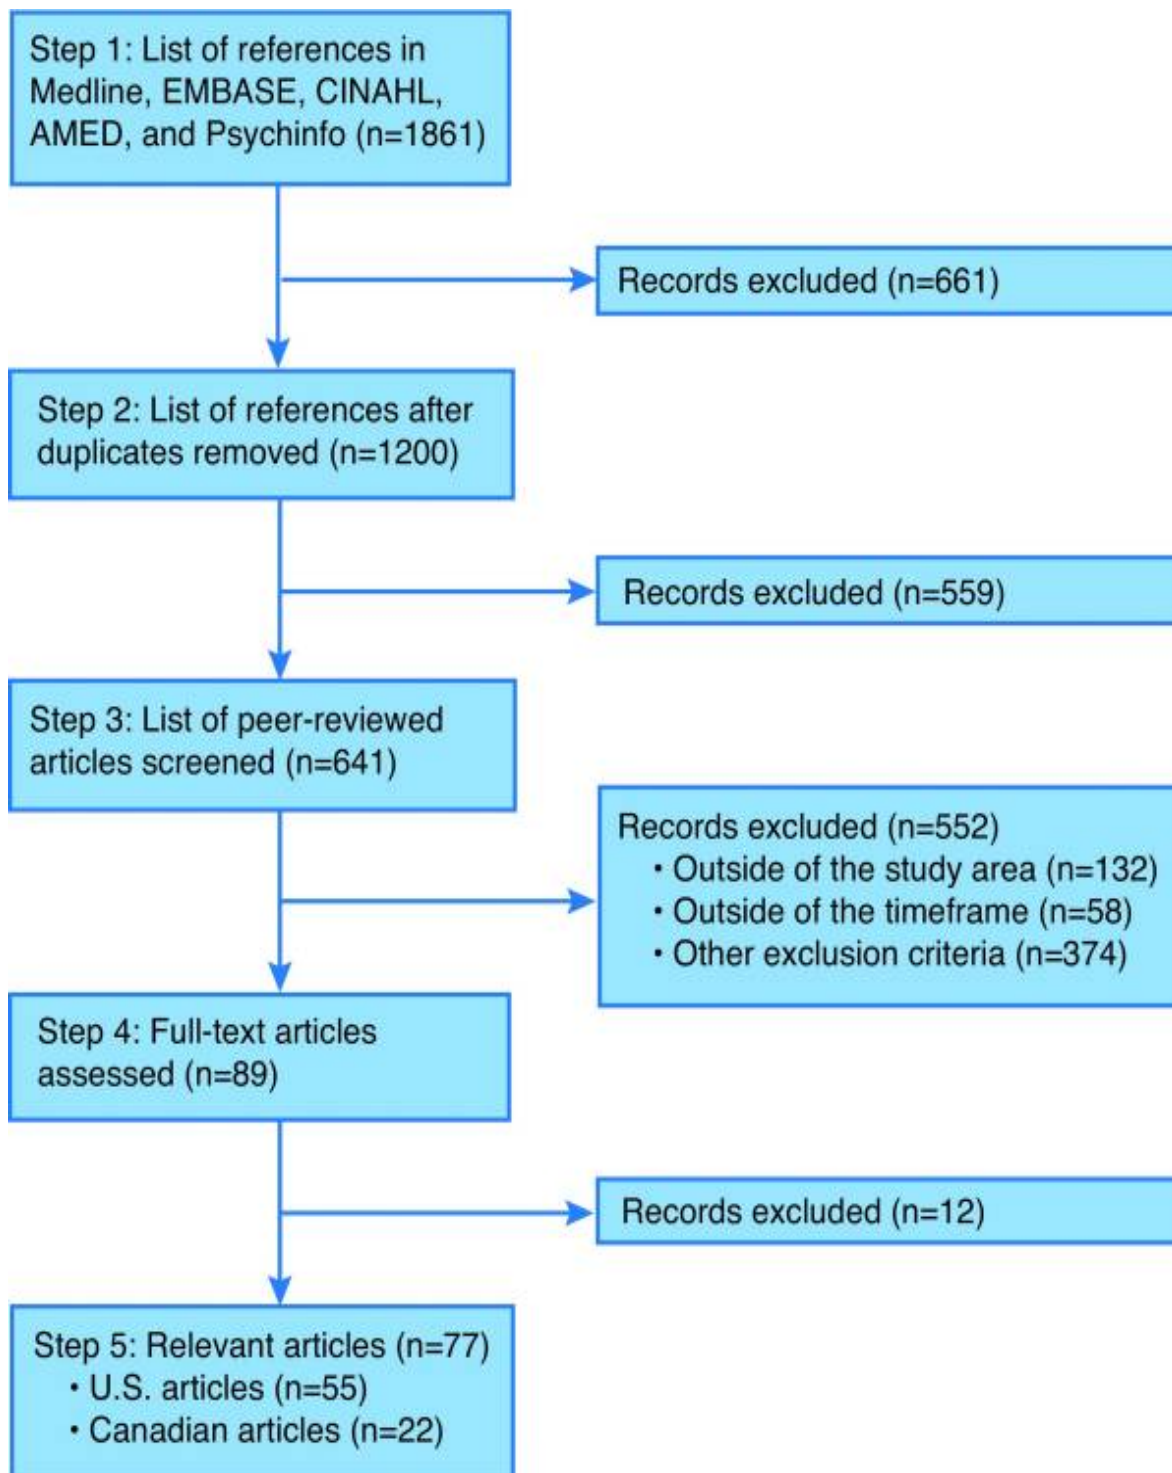 Step 1: List of references in
Medline, EMBASE, CINAHL,
AMED, and Psychinfo (n=1861)
Records excluded (n=661)
Step 2: List of references after
duplicates removed (n=1200)
Records excluded (n=559)
Step 3: List of peer-reviewed
articles screened (n=641)
Records excluded (n=552)
• Outside of the study area (n=132)
• Outside of the timeframe (n=58)
• Other exclusion criteria (n=374)
Step 4: Full-text articles
assessed (n=89)
Records excluded (n=12)
Step 5: Relevant articles (n=77)
• U.S. articles (n=55)
• Canadian articles (n=22)